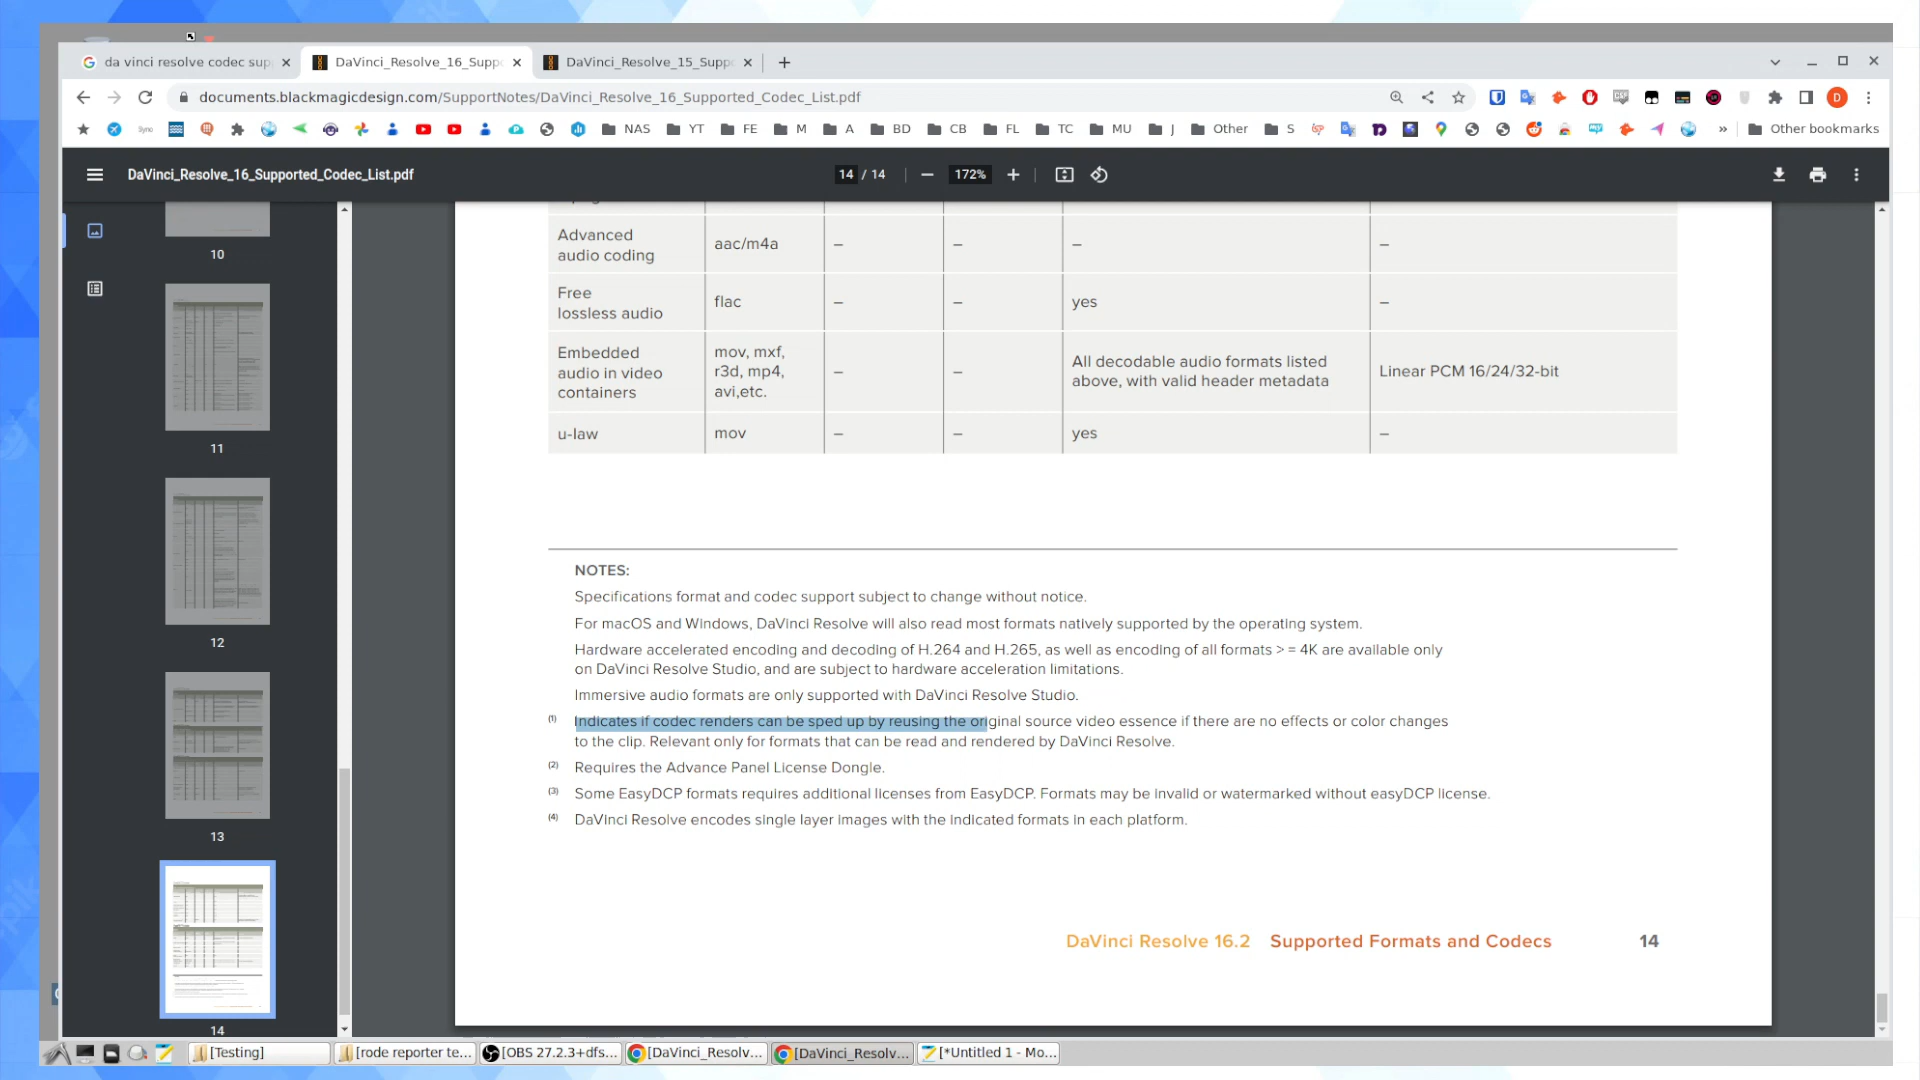 da vinci resolve codec sup
DaVinci_Resolve_16_Suppo
DaVinci_Resolve_15_Suppo
documents.blackmagicdesign.com/SupportNotes/DaVinci_Resolve_16_Supported_Codec_List.pdf
D
NAS
YT
FE
M
A
BD
CB
FL
TC
MU
J
Other
S
»
Other bookmarks
DaVinci_Resolve_16_Supported_Codec_List.pdf
14 / 14
172%
10
11
12
13
14
Advanced
audio coding
aac/m4a
–
–
–
–
Free
lossless audio
flac
–
–
yes
–
Embedded
audio in video
containers
mov, mxf,
r3d, mp4,
avi,etc.
–
–
All decodable audio formats listed
above, with valid header metadata
Linear PCM 16/24/32-bit
u-law
mov
–
–
yes
–
NOTES:
Specifications format and codec support subject to change without notice.
For macOS and Windows, DaVinci Resolve will also read most formats natively supported by the operating system.
Hardware accelerated encoding and decoding of H.264 and H.265, as well as encoding of all formats > = 4K are available only
on DaVinci Resolve Studio, and are subject to hardware acceleration limitations.
Immersive audio formats are only supported with DaVinci Resolve Studio.
(1) Indicates if codec renders can be sped up by reusing the original source video essence if there are no effects or color changes
to the clip. Relevant only for formats that can be read and rendered by DaVinci Resolve.
(2) Requires the Advance Panel License Dongle.
(3) Some EasyDCP formats requires additional licenses from EasyDCP. Formats may be invalid or watermarked without easyDCP license.
(4) DaVinci Resolve encodes single layer images with the indicated formats in each platform.
DaVinci Resolve 16.2 Supported Formats and Codecs 14
[Testing]
[rode reporter te...
[OBS 27.2.3+dfs...
[DaVinci_Resolv...
[DaVinci_Resolv...
[*Untitled 1 - Mo...